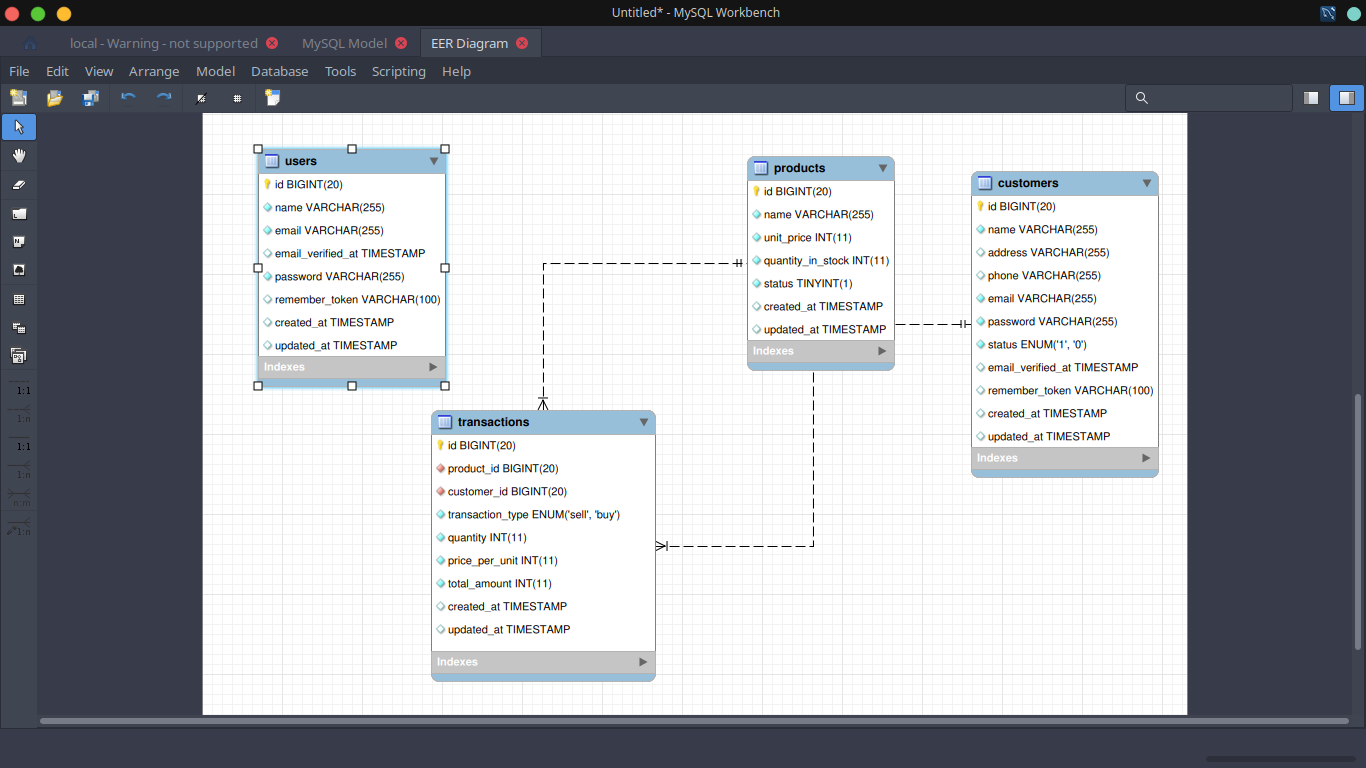 Untitled* - MySQL Workbench
local - Warning - not supported
MySQL Model
EER Diagram
File Edit View Arrange Model Database Tools Scripting Help
users
id BIGINT(20)
name VARCHAR(255)
email VARCHAR(255)
email_verified_at TIMESTAMP
password VARCHAR(255)
remember_token VARCHAR(100)
created_at TIMESTAMP
updated_at TIMESTAMP
Indexes
products
id BIGINT(20)
name VARCHAR(255)
unit_price INT(11)
quantity_in_stock INT(11)
status TINYINT(1)
created_at TIMESTAMP
updated_at TIMESTAMP
Indexes
customers
id BIGINT(20)
name VARCHAR(255)
address VARCHAR(255)
phone VARCHAR(255)
email VARCHAR(255)
password VARCHAR(255)
status ENUM('1', '0')
email_verified_at TIMESTAMP
remember_token VARCHAR(100)
created_at TIMESTAMP
updated_at TIMESTAMP
Indexes
transactions
id BIGINT(20)
product_id BIGINT(20)
customer_id BIGINT(20)
transaction_type ENUM('sell', 'buy')
quantity INT(11)
price_per_unit INT(11)
total_amount INT(11)
created_at TIMESTAMP
updated_at TIMESTAMP
Indexes
1:1
1:n
1:1
1:n
n:m
1:n